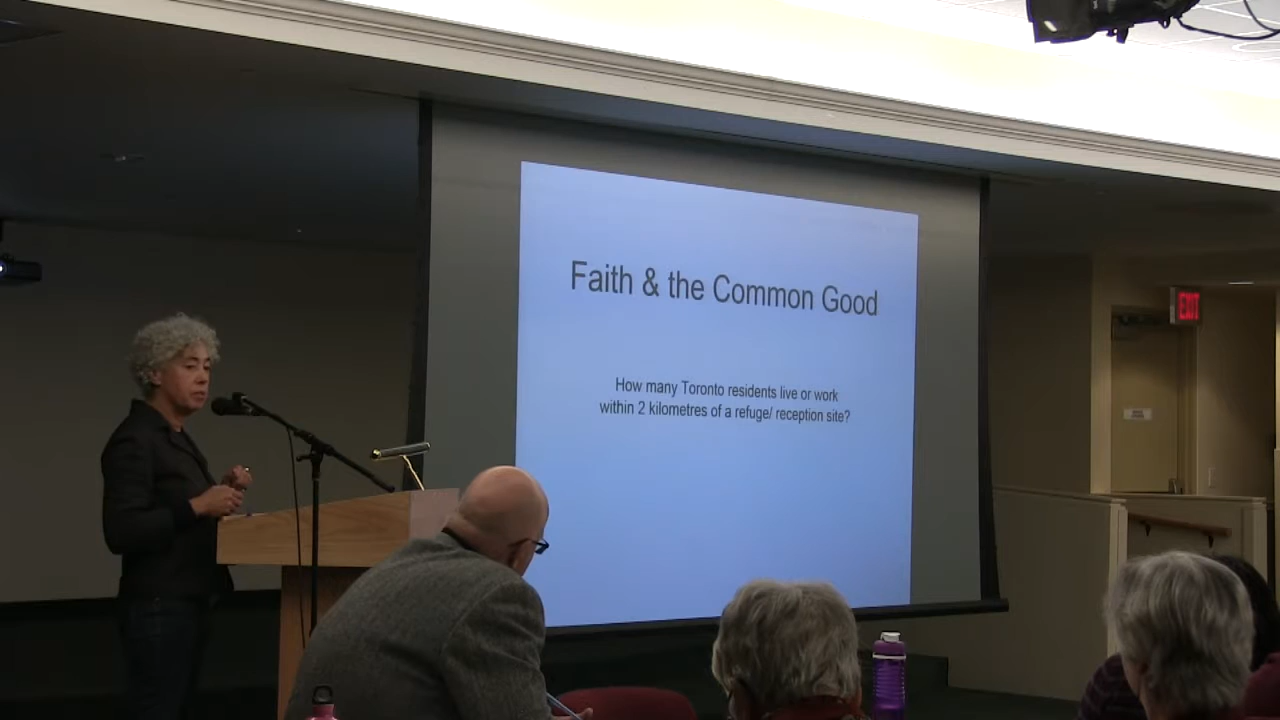 Faith & the Common Good
How many Toronto residents live or work
within 2 kilometres of a refuge/ reception site?
EXIT